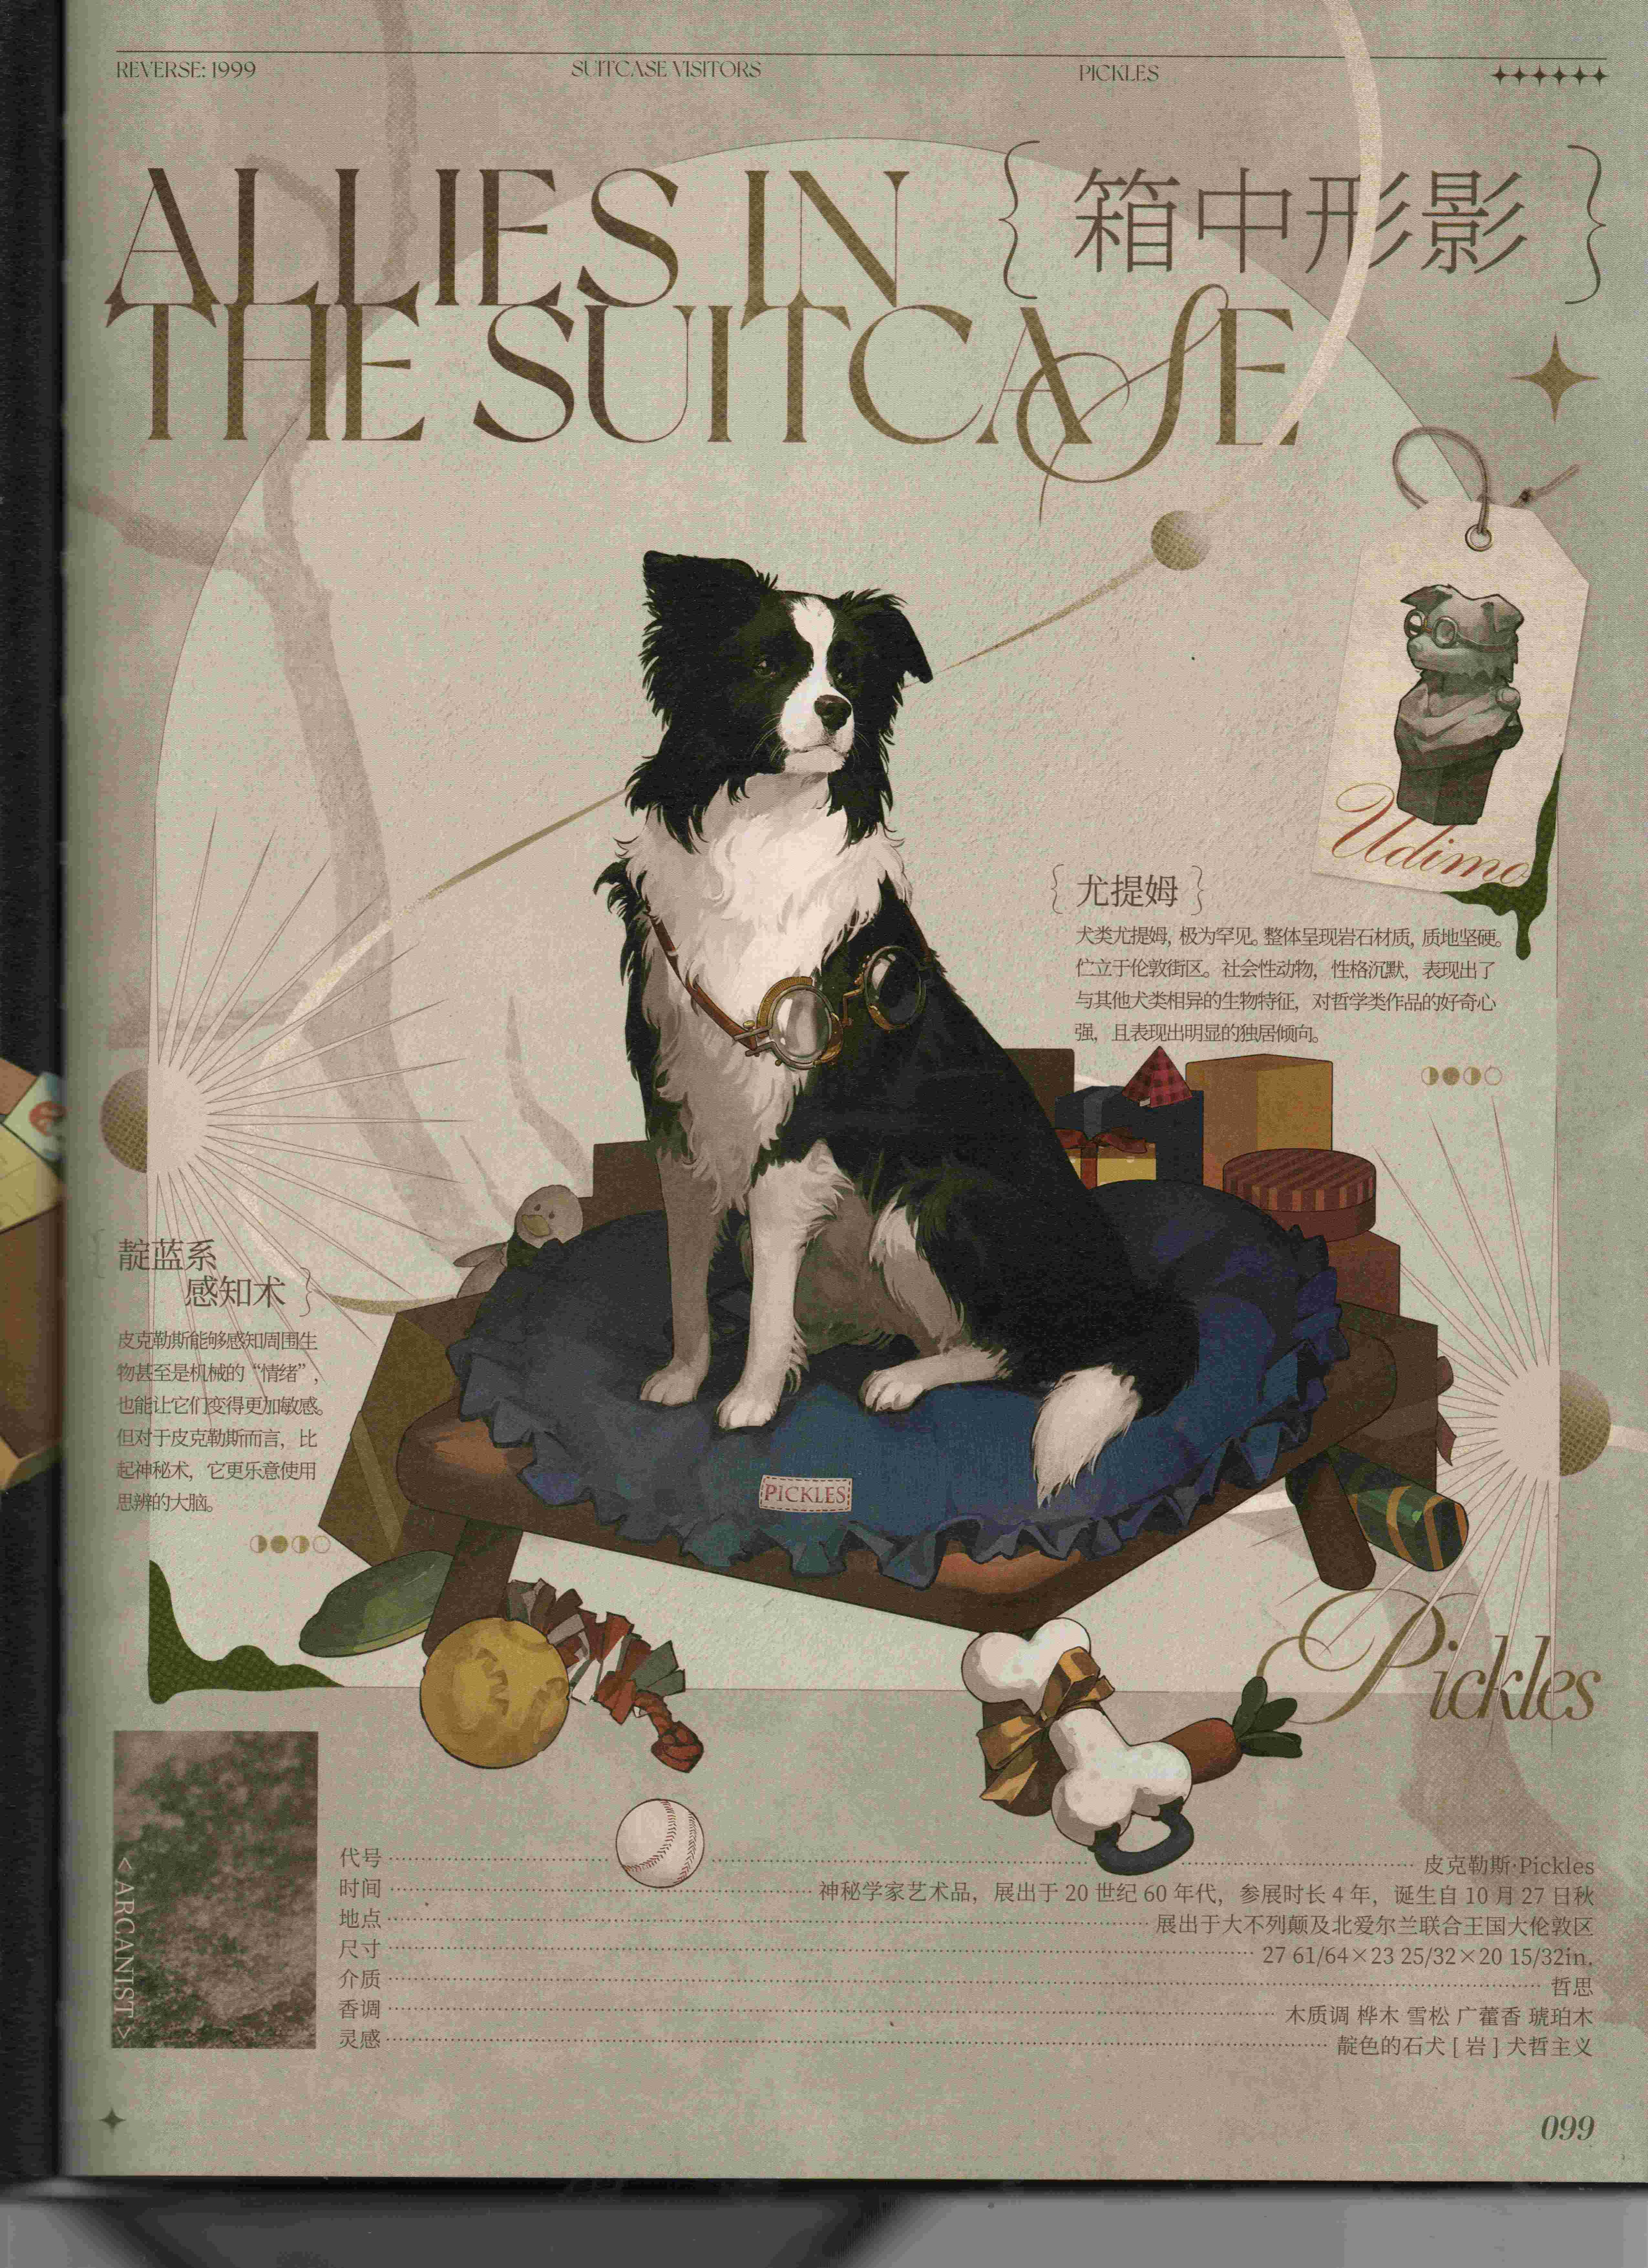 REVERSE: 1999
SUITCASE VISITORS
PICKLES
ALLIES IN
{箱中形影}
THE SUITCASE
Udimo
{尤提姆}
犬类尤提姆，极为罕见。整体呈现岩石材质，质地坚硬。
伫立于伦敦街区。社会性动物，性格沉默，表现出了
与其他犬类相异的生物特征，对哲学类作品的好奇心
强，且表现出明显的独居倾向。
{靛蓝系
感知术}
皮克勒斯能够感知周围生
物甚至是机械的“情绪”，
也能让它们变得更加敏感。
但对于皮克勒斯而言，比
起神秘术，它更乐意使用
思辨的大脑。
PICKLES
Pickles
<ARCANIST>
代号 皮克勒斯·Pickles
时间 神秘学家艺术品，展出于 20 世纪 60 年代，参展时长 4 年，诞生自 10 月 27 日秋
地点 展出于大不列颠及北爱尔兰联合王国大伦敦区
尺寸 27 61/64×23 25/32×20 15/32in.
介质 哲思
香调 木质调 桦木 雪松 广藿香 琥珀木
灵感 靛色的石犬 [ 岩 ] 犬哲主义
099